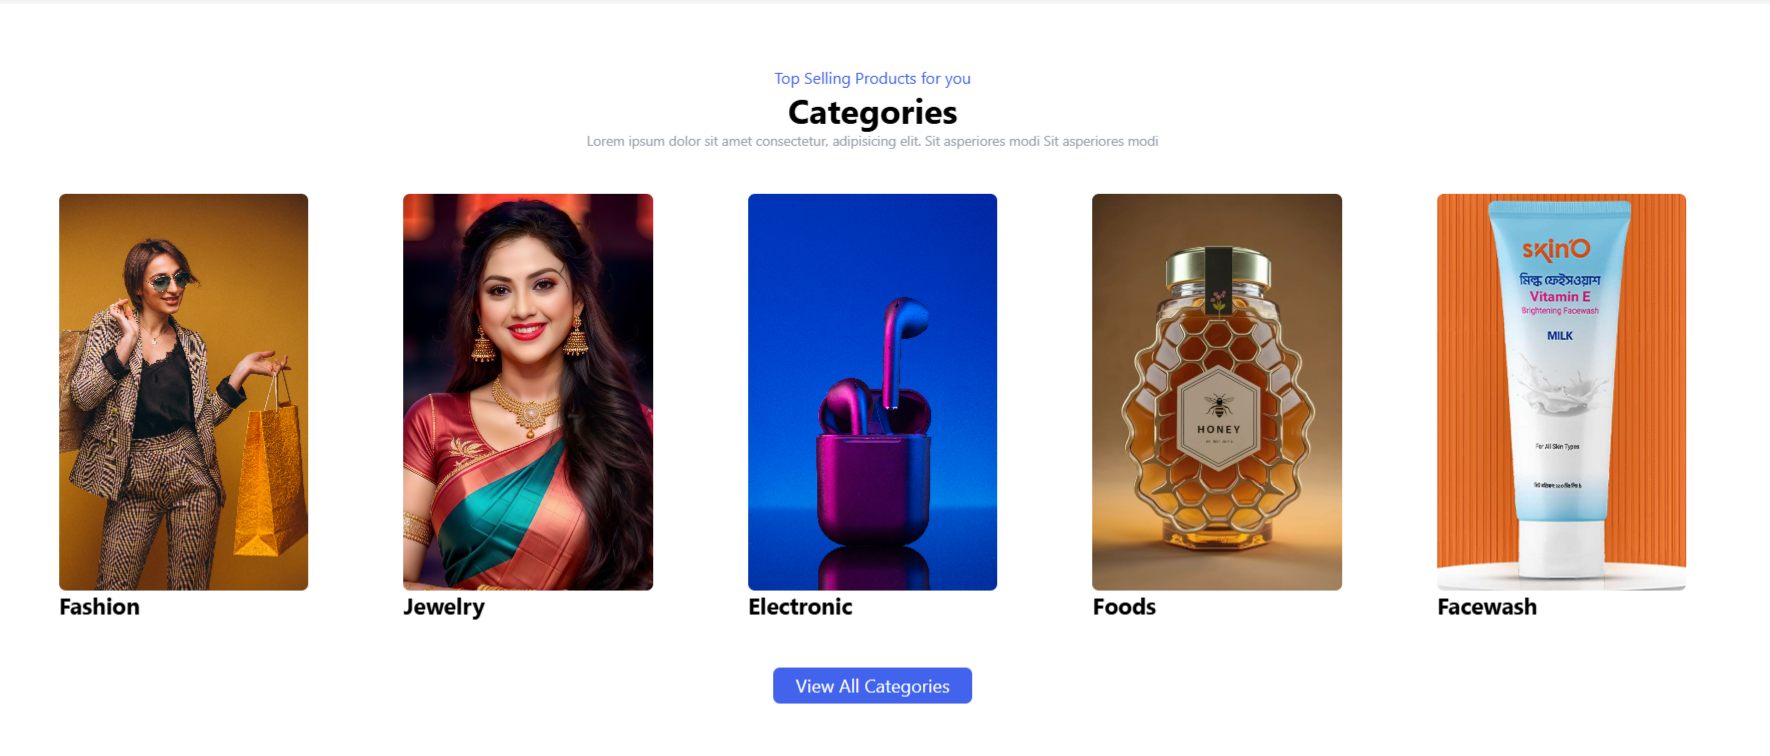 Top Selling Products for you
Categories
Lorem ipsum dolor sit amet consectetur, adipisicing elit. Sit asperiores modi Sit asperiores modi
HONEY
skin'O
মিল্ক ফেইসওয়াশ
Vitamin E
Brightening Facewash
MILK
For All Skin Types
Fashion
Jewelry
Electronic
Foods
Facewash
View All Categories